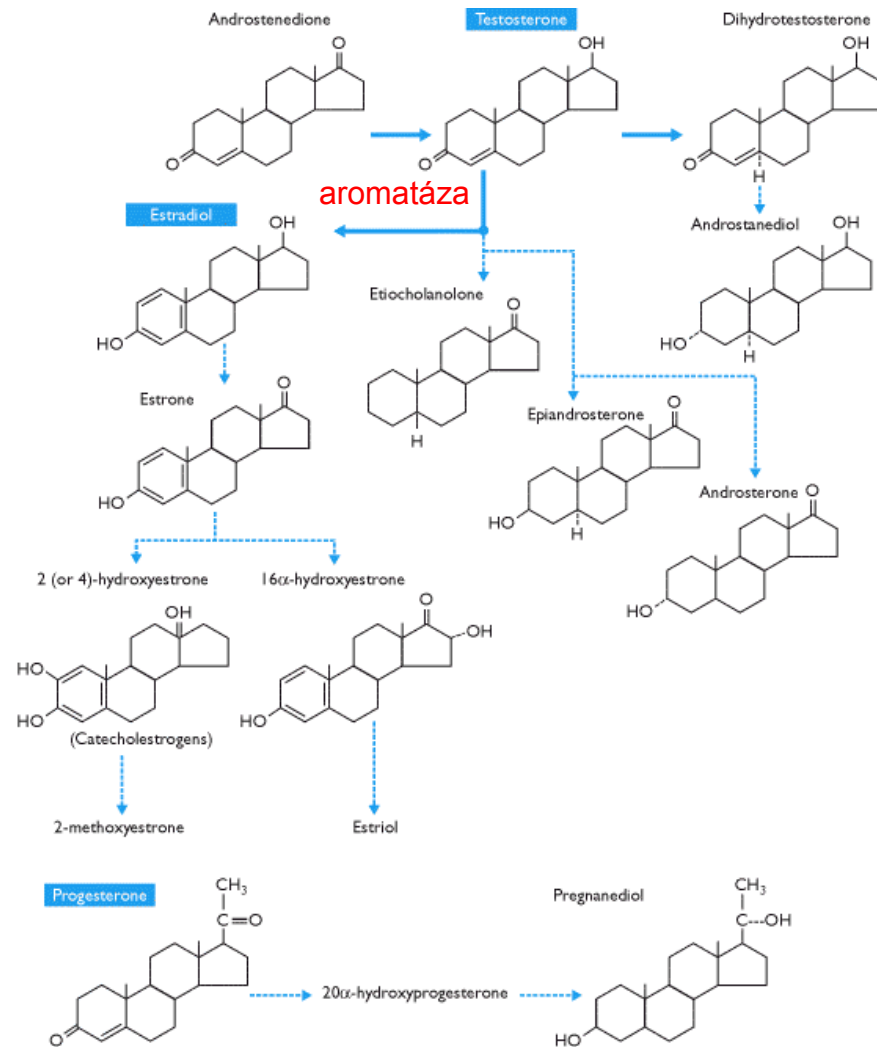 Androstenedione
Testosterone
Dihydrotestosterone
O
OH
OH
O
O
O
H
aromatáza
Estradiol
OH
HO
Androstanediol
OH
HO
H
Etiocholanolone
O
H
Estrone
O
HO
Epiandrosterone
O
HO
H
Androsterone
O
HO
2 (or 4)-hydroxyestrone
16α-hydroxyestrone
OH
HO
HO
(Catecholestrogens)
O
OH
HO
2-methoxyestrone
Estriol
Progesterone
CH3
C=O
O
20α-hydroxyprogesterone
Pregnanediol
CH3
C---OH
HO